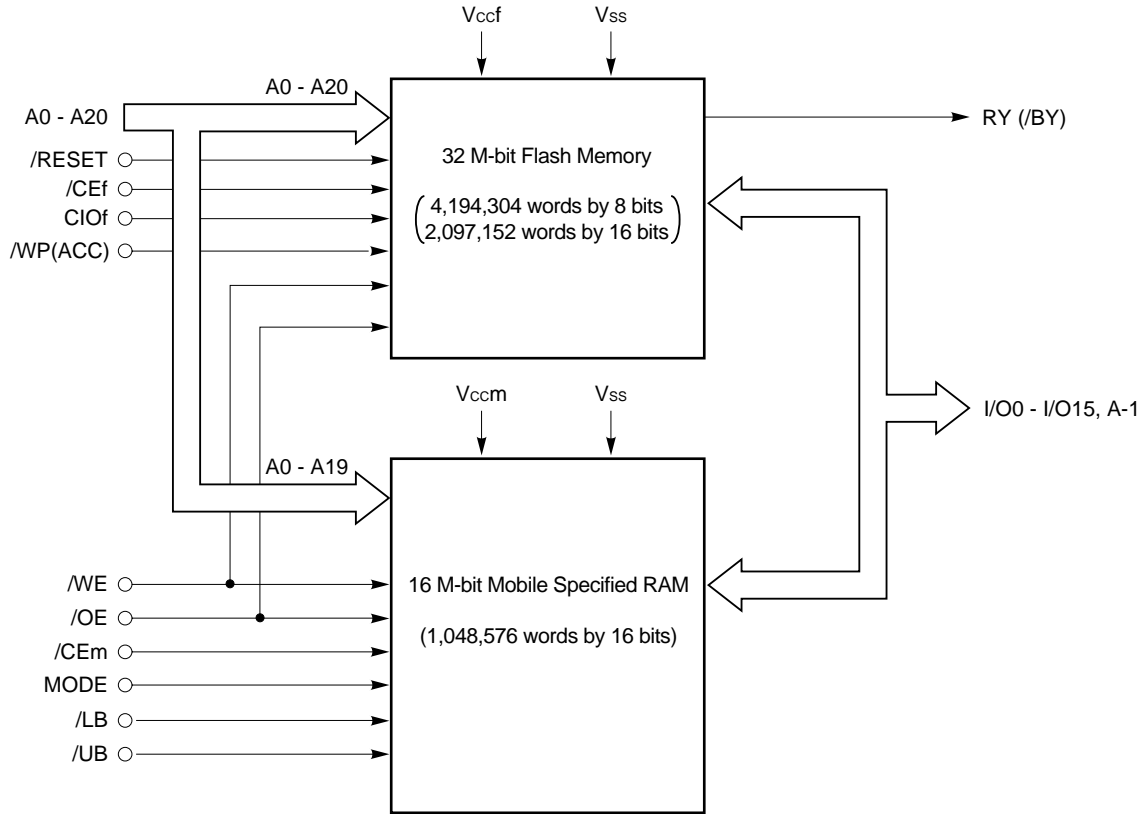 Vccf
Vss
A0 - A20
A0 - A20
RY (/BY)
/RESET
/CEf
CIOf
/WP(ACC)
32 M-bit Flash Memory
4,194,304 words by 8 bits
2,097,152 words by 16 bits
Vccm
Vss
I/O0 - I/O15, A-1
A0 - A19
/WE
/OE
/CEm
MODE
/LB
/UB
16 M-bit Mobile Specified RAM
(1,048,576 words by 16 bits)